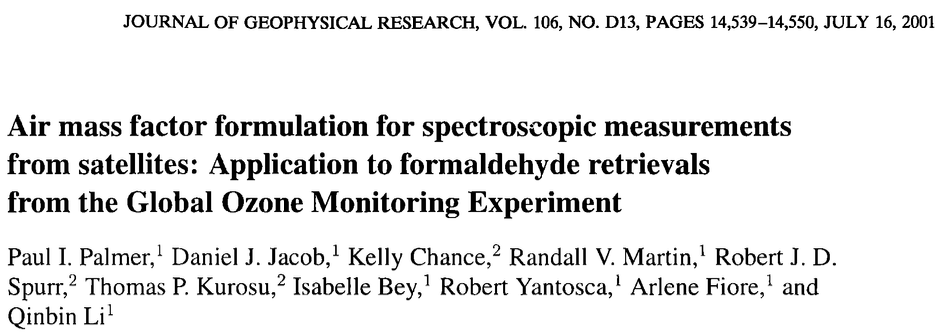 JOURNAL OF GEOPHYSICAL RESEARCH, VOL. 106, NO. D13, PAGES 14,539–14,550, JULY 16, 2001
Air mass factor formulation for spectroscopic measurements
from satellites: Application to formaldehyde retrievals
from the Global Ozone Monitoring Experiment
Paul I. Palmer,¹ Daniel J. Jacob,¹ Kelly Chance,² Randall V. Martin,¹ Robert J. D.
Spurr,² Thomas P. Kurosu,² Isabelle Bey,¹ Robert Yantosca,¹ Arlene Fiore,¹ and
Qinbin Li¹